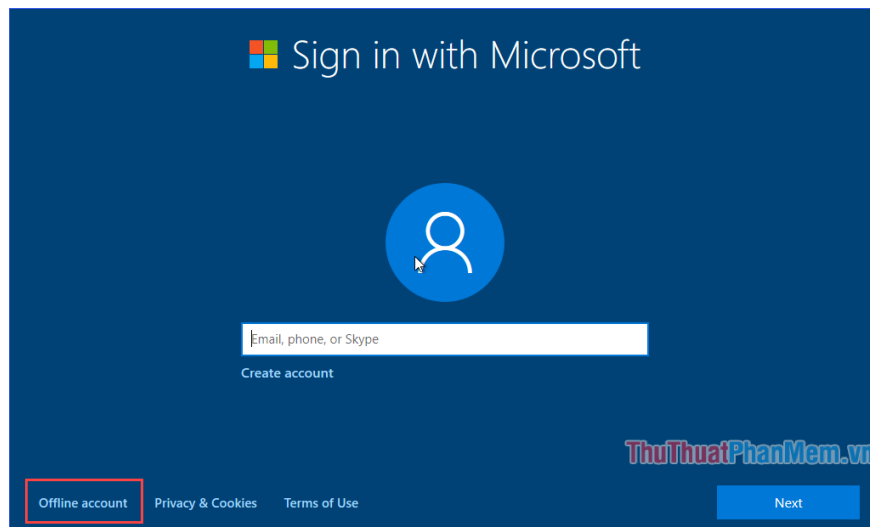 Sign in with Microsoft
Email, phone, or Skype
Create account
ThuThuatPhanMem.vn
Offline account Privacy & Cookies Terms of Use Next